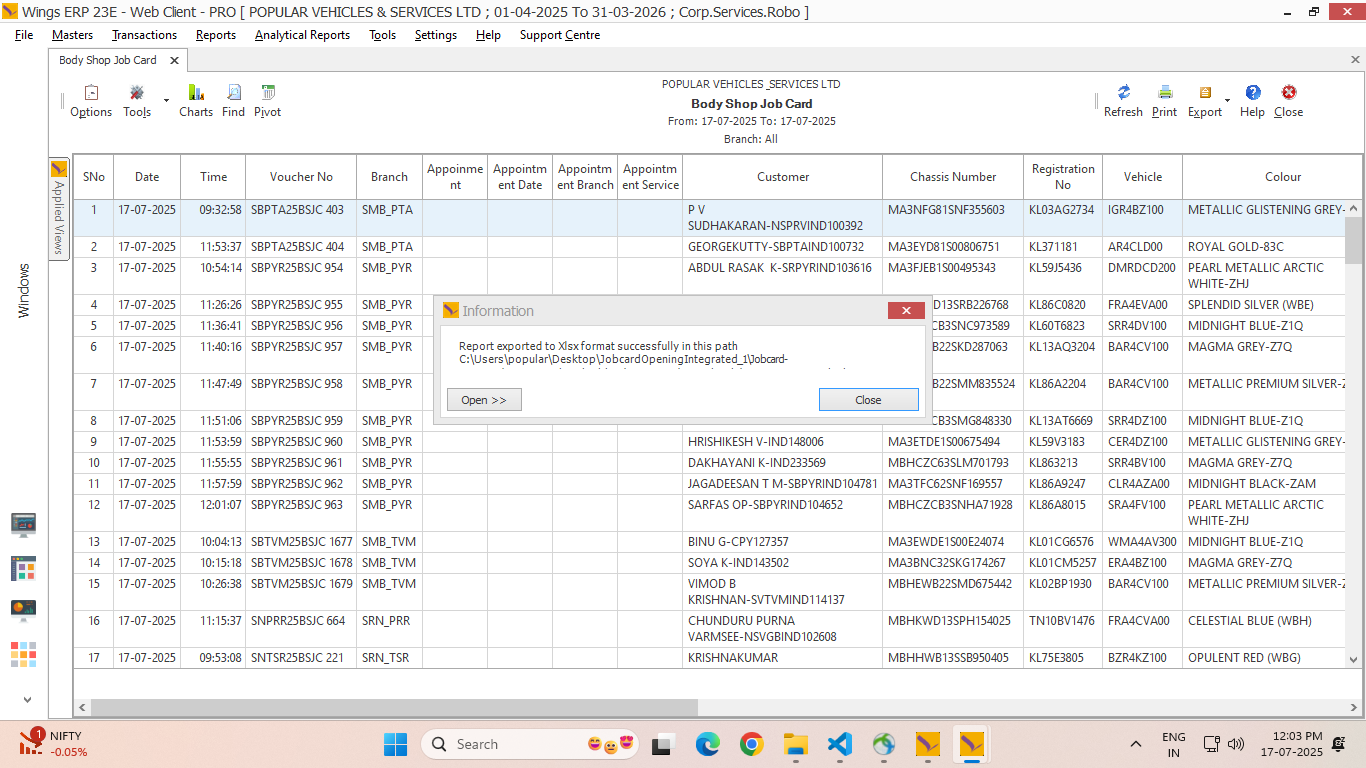 Wings ERP 23E - Web Client - PRO [ POPULAR VEHICLES & SERVICES LTD ; 01-04-2025 To 31-03-2026 ; Corp.Services.Robo ]
File Masters Transactions Reports Analytical Reports Tools Settings Help Support Centre
Body Shop Job Card
POPULAR VEHICLES_SERVICES LTD
Body Shop Job Card
From: 17-07-2025 To: 17-07-2025
Branch: All
Options Tools Charts Find Pivot
Refresh Print Export Help Close
Windows
Applied Views
SNo Date Time Voucher No Branch Appoinment Appointment Date Appointment Branch Appointment Service Customer Chassis Number Registration No Vehicle Colour
1 17-07-2025 09:32:58 SBPTA25BSJC 403 SMB_PTA P V SUDHAKARAN-NSPRVIND100392 MA3NFG81SNF355603 KL03AG2734 IGR4BZ100 METALLIC GLISTENING GREY-
2 17-07-2025 11:53:37 SBPTA25BSJC 404 SMB_PTA GEORGEKUTTY-SBPTAIND100732 MA3EYD81S00806751 KL371181 AR4CLD00 ROYAL GOLD-83C
3 17-07-2025 10:54:14 SBPYR25BSJC 954 SMB_PYR ABDUL RASAK K-SRPYRIND103616 MA3FJEB1S00495343 KL59J5436 DMRDCD200 PEARL METALLIC ARCTIC WHITE-ZHJ
4 17-07-2025 11:26:26 SBPYR25BSJC 955 SMB_PYR D13SRB226768 KL86C0820 FRA4EVA00 SPLENDID SILVER (WBE)
5 17-07-2025 11:36:41 SBPYR25BSJC 956 SMB_PYR CB3SNC973589 KL60T6823 SRR4DV100 MIDNIGHT BLUE-Z1Q
6 17-07-2025 11:40:16 SBPYR25BSJC 957 SMB_PYR B22SKD287063 KL13AQ3204 BAR4CV100 MAGMA GREY-Z7Q
7 17-07-2025 11:47:49 SBPYR25BSJC 958 SMB_PYR B22SMM835524 KL86A2204 BAR4CV100 METALLIC PREMIUM SILVER-Z
8 17-07-2025 11:51:06 SBPYR25BSJC 959 SMB_PYR CB3SMG848330 KL13AT6669 SRR4DZ100 MIDNIGHT BLUE-Z1Q
9 17-07-2025 11:53:59 SBPYR25BSJC 960 SMB_PYR HRISHIKESH V-IND148006 MA3ETDE1S00675494 KL59V3183 CER4DZ100 METALLIC GLISTENING GREY-
10 17-07-2025 11:55:55 SBPYR25BSJC 961 SMB_PYR DAKHAYANI K-IND233569 MBHCZC63SLM701793 KL863213 SRR4BV100 MAGMA GREY-Z7Q
11 17-07-2025 11:57:59 SBPYR25BSJC 962 SMB_PYR JAGADEESAN T M-SBPYRIND104781 MA3TFC62SNF169557 KL86A9247 CLR4AZA00 MIDNIGHT BLACK-ZAM
12 17-07-2025 12:01:07 SBPYR25BSJC 963 SMB_PYR SARFAS OP-SBPYRIND104652 MBHCZCB3SNHA71928 KL86A8015 SRA4FV100 PEARL METALLIC ARCTIC WHITE-ZHJ
13 17-07-2025 10:04:13 SBTVM25BSJC 1677 SMB_TVM BINU G-CPY127357 MA3EWDE1S00E24074 KL01CG6576 WMA4AV300 MIDNIGHT BLUE-Z1Q
14 17-07-2025 10:15:18 SBTVM25BSJC 1678 SMB_TVM SOYA K-IND143502 MA3BNC32SKG174267 KL01CM5257 ERA4BZ100 MAGMA GREY-Z7Q
15 17-07-2025 10:26:38 SBTVM25BSJC 1679 SMB_TVM VIMOD B KRISHNAN-SVTVMIND114137 MBHEWB22SMD675442 KL02BP1930 BAR4CV100 METALLIC PREMIUM SILVER-Z
16 17-07-2025 11:15:37 SNPRR25BSJC 664 SRN_PRR CHUNDURU PURNA VARMSEE-NSVGBIND102608 MBHKWD13SPH154025 TN10BV1476 FRA4CVA00 CELESTIAL BLUE (WBH)
17 17-07-2025 09:53:08 SNTSR25BSJC 221 SRN_TSR KRISHNAKUMAR MBHHWB13SSB950405 KL75E3805 BZR4KZ100 OPULENT RED (WBG)
Information
Report exported to Xlsx format successfully in this path
C:\Users\popular\Desktop\JobcardOpeningIntegrated_1\Jobcard-
Open >> Close
1 NIFTY
-0.05%
Search
ENG
IN
12:03 PM
17-07-2025